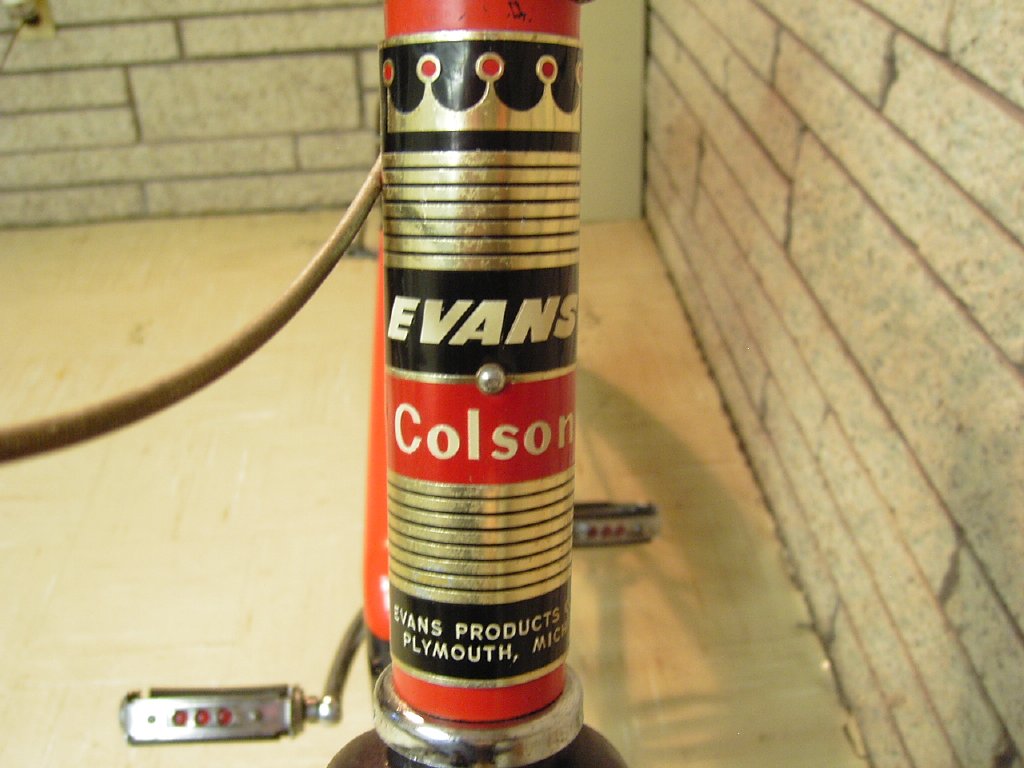 EVANS
Colson
EVANS PRODUCTS
PLYMOUTH, MICH